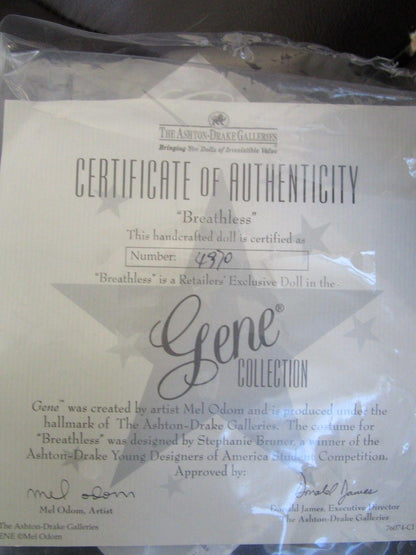 THE ASHTON-DRAKE GALLERIES
Bringing You Dolls of Irresistible Value
CERTIFICATE OF AUTHENTICITY
"Breathless"
This handcrafted doll is certified as
Number: 4970
"Breathless" is a Retailers' Exclusive Doll in the
Gene®
COLLECTION
Gene™ was created by artist Mel Odom and is produced under the
hallmark of The Ashton-Drake Galleries. The costume for
"Breathless" was designed by Stephanie Bruner, a winner of the
Ashton-Drake Young Designers of America Student Competition.
Approved by:
mel odom
Donald James
Mel Odom, Artist
Donald James, Executive Director
The Ashton-Drake Galleries
The Ashton-Drake Galleries
GENE ©Mel Odom
76074-C1